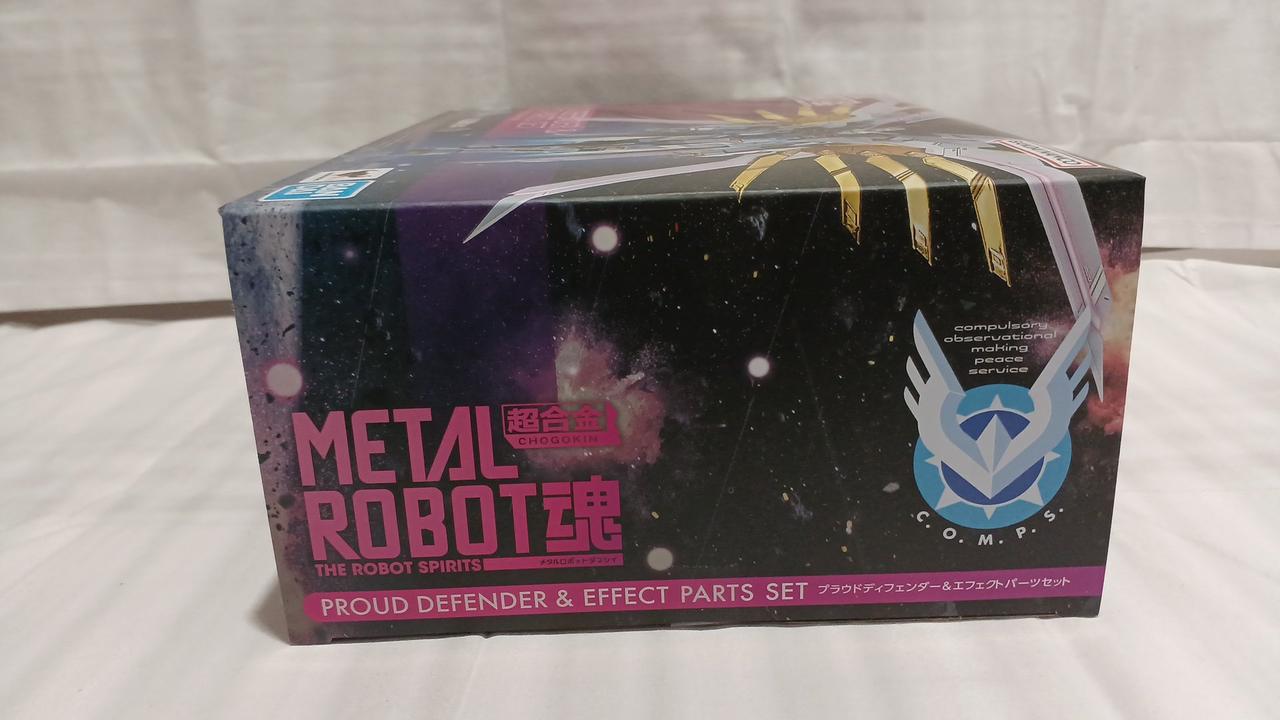 compulsory
observational
making
peace
service
C.O.M.P.S.
METAL
超合金
CHOGOKIN
ROBOT魂
THE ROBOT SPIRITS
メタルロボットダマシイ
PROUD DEFENDER & EFFECT PARTS SET プラウドディフェンダー&エフェクトパーツセット